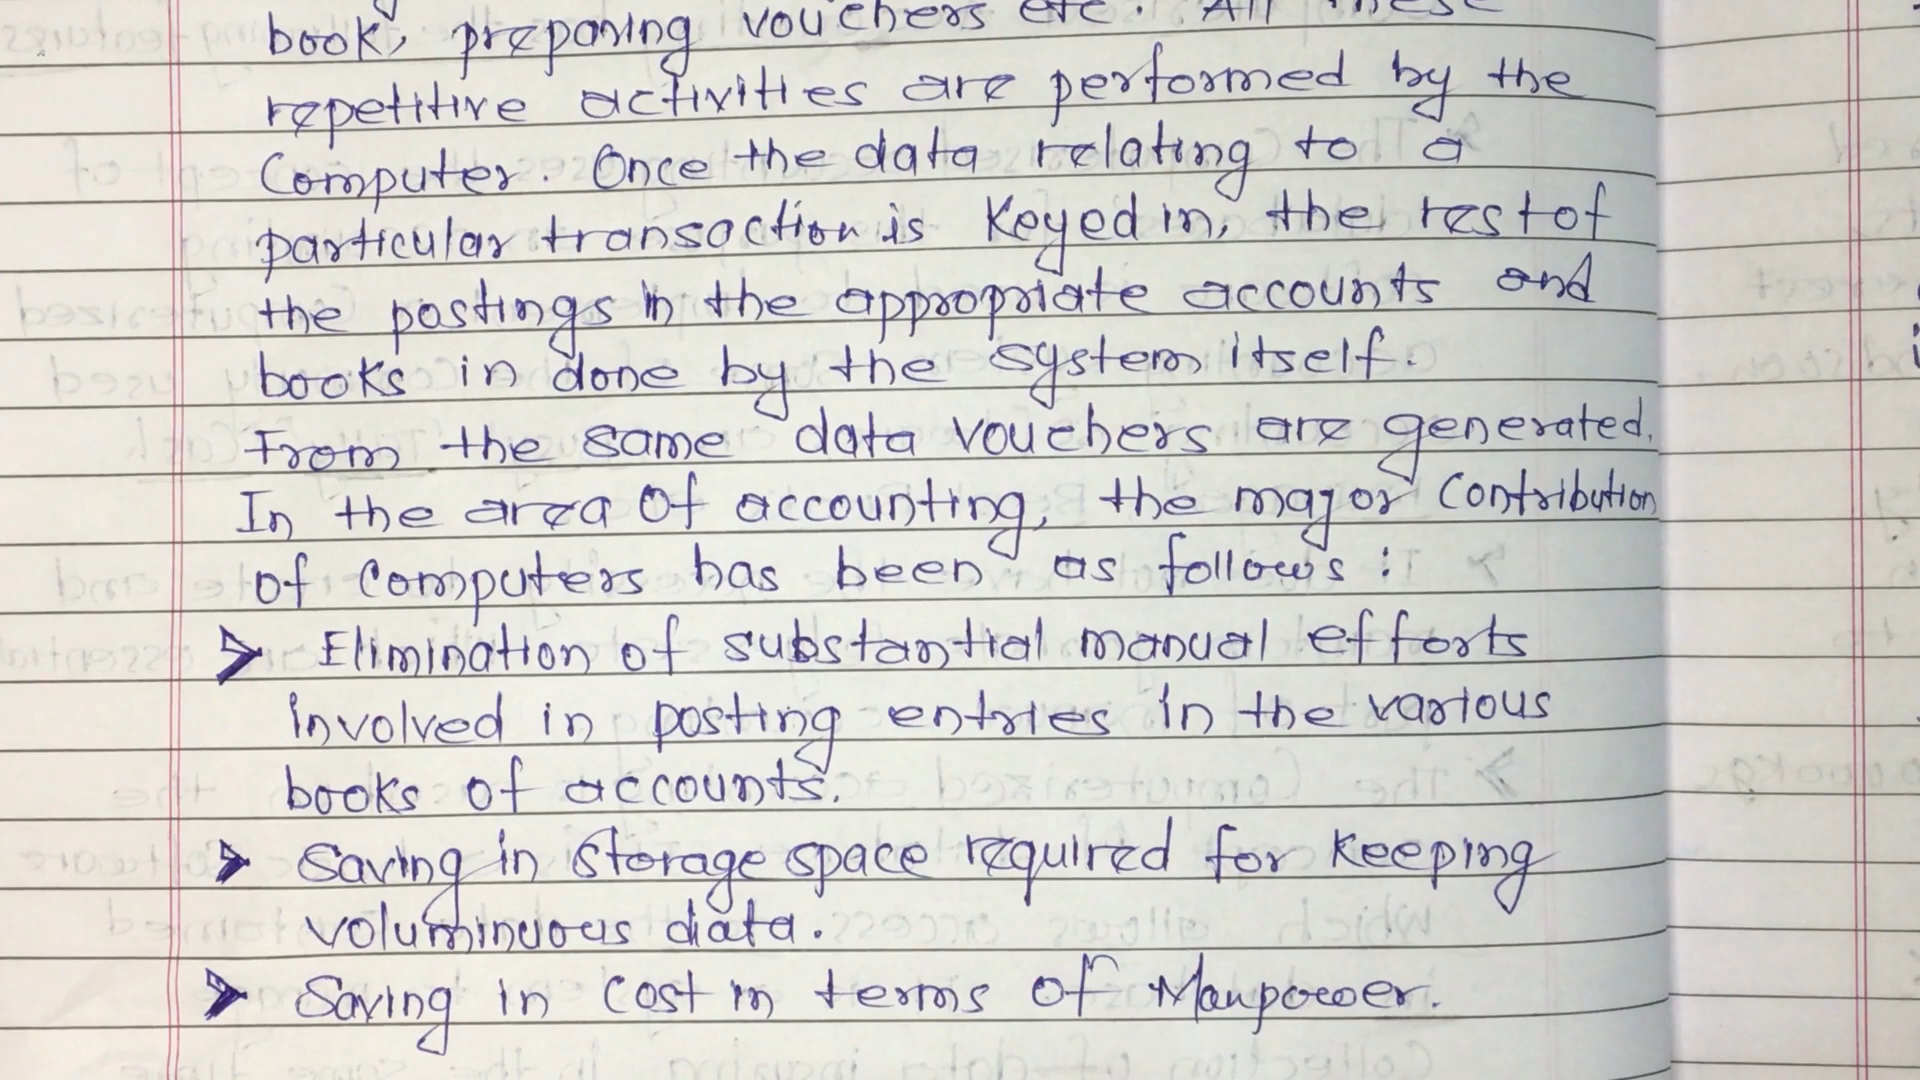 book, preparing vouchers etc. All these
repetitive activities are performed by the
Computer. Once the data relating to a
particular transaction is Keyed in, the rest of
the postings in the appropriate accounts and
books in done by the system itself.
From the same data vouchers are generated.
In the area Of accounting, the major Contribution
of Computers has been as follows :
➤ Elimination of substantial manual efforts
involved in posting entries in the various
books of accounts.
➤ Saving in Storage space required for Keeping
voluminuous data.
➤ Saving in Cost in terms of Manpower.